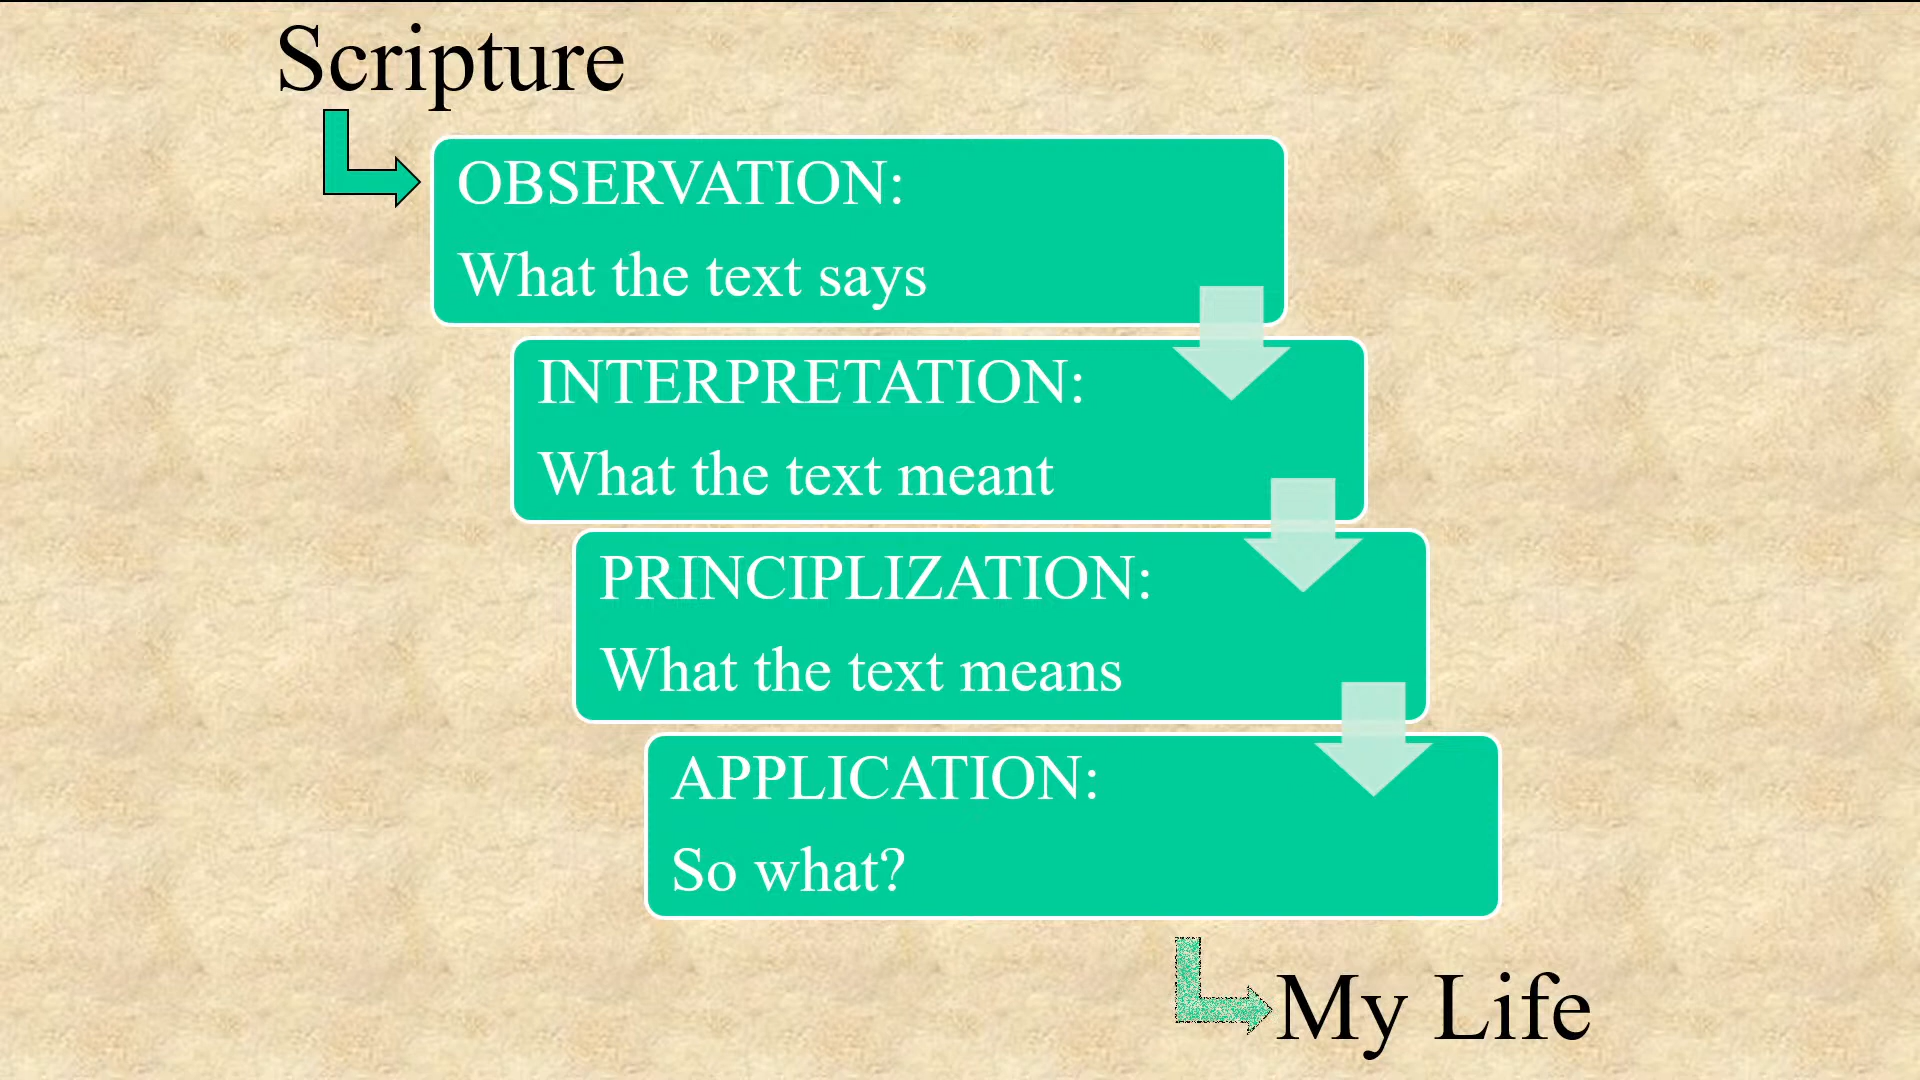 Scripture
OBSERVATION:
What the text says
INTERPRETATION:
What the text meant
PRINCIPLIZATION:
What the text means
APPLICATION:
So what?
My Life